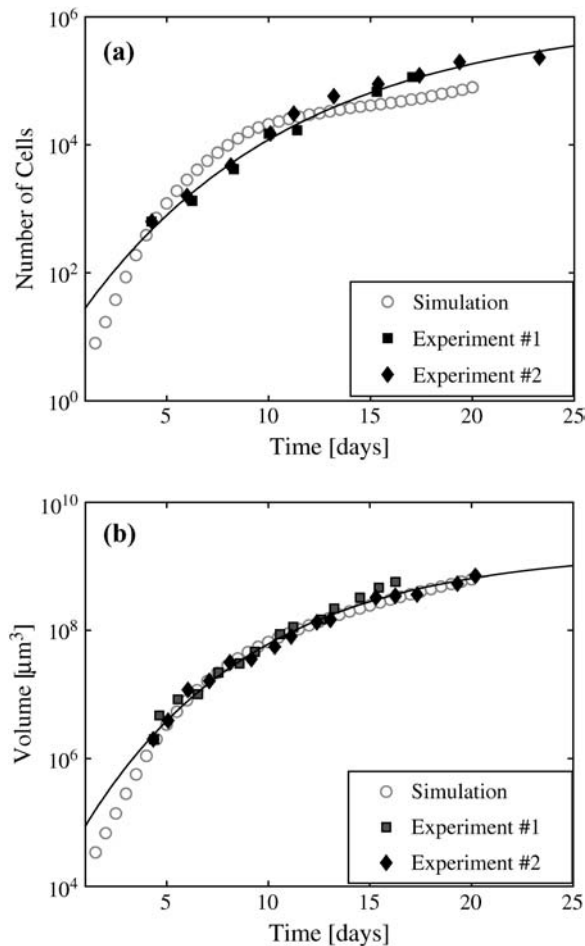 (a)
10^6
10^4
10^2
10^0
Number of Cells
Simulation
Experiment #1
Experiment #2
5
10
15
20
25
Time [days]
(b)
10^10
10^8
10^6
10^4
Volume [µm^3]
Simulation
Experiment #1
Experiment #2
5
10
15
20
25
Time [days]